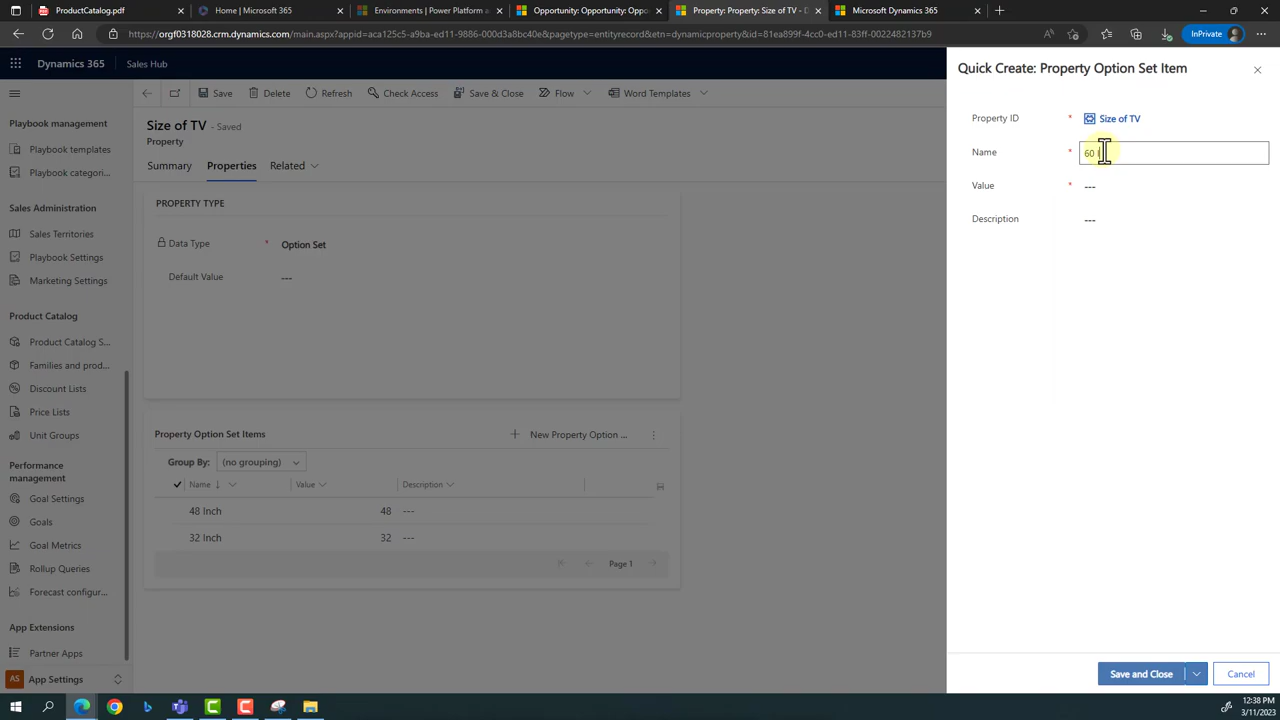 ProductCatalog.pdf
Home | Microsoft 365
Environments | Power Platform a
Opportunity: Opportunity: Oppo
Property: Property: Size of TV - D
Microsoft Dynamics 365
https://orgf0318028.crm.dynamics.com/main.aspx?appid=aca125c5-a9ba-ed11-9886-000d3a8bc40e&pagetype=entityrecord&etn=dynamicproperty&id=81ea899f-4cc0-ed11-83ff-0022482137b9
InPrivate
Dynamics 365
Sales Hub
Save
Delete
Refresh
Check Access
Save & Close
Flow
Word Templates
Size of TV - Saved
Property
Summary
Properties
Related
PROPERTY TYPE
Data Type * Option Set
Default Value ---
Property Option Set Items
New Property Option ...
Group By: (no grouping)
Name ↓ Value Description
48 Inch 48 ---
32 Inch 32 ---
Page 1
Playbook management
Playbook templates
Playbook categori...
Sales Administration
Sales Territories
Playbook Settings
Marketing Settings
Product Catalog
Product Catalog S...
Families and prod...
Discount Lists
Price Lists
Unit Groups
Performance
management
Goal Settings
Goals
Goal Metrics
Rollup Queries
Forecast configur...
App Extensions
Partner Apps
AS App Settings
Quick Create: Property Option Set Item
Property ID * Size of TV
Name * 60
Value * ---
Description ---
Save and Close
Cancel
12:38 PM
3/11/2023